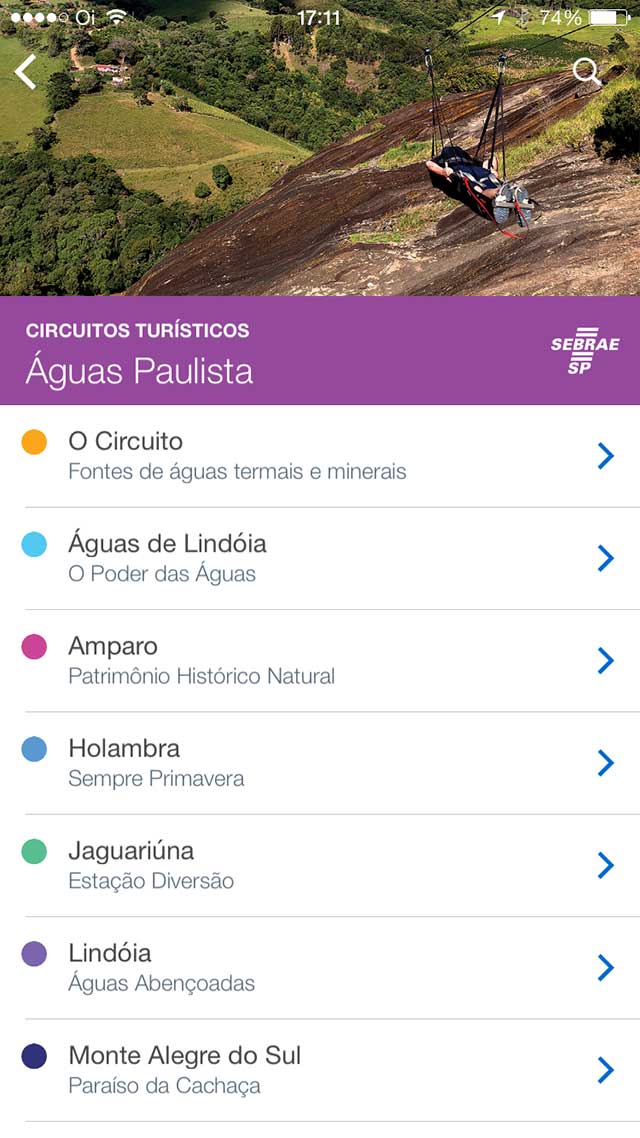 Oi 17:11 74%
CIRCUITOS TURÍSTICOS
Águas Paulista
SEBRAE
SP
O Circuito
Fontes de águas termais e minerais
Águas de Lindóia
O Poder das Águas
Amparo
Patrimônio Histórico Natural
Holambra
Sempre Primavera
Jaguariúna
Estação Diversão
Lindóia
Águas Abençoadas
Monte Alegre do Sul
Paraíso da Cachaça